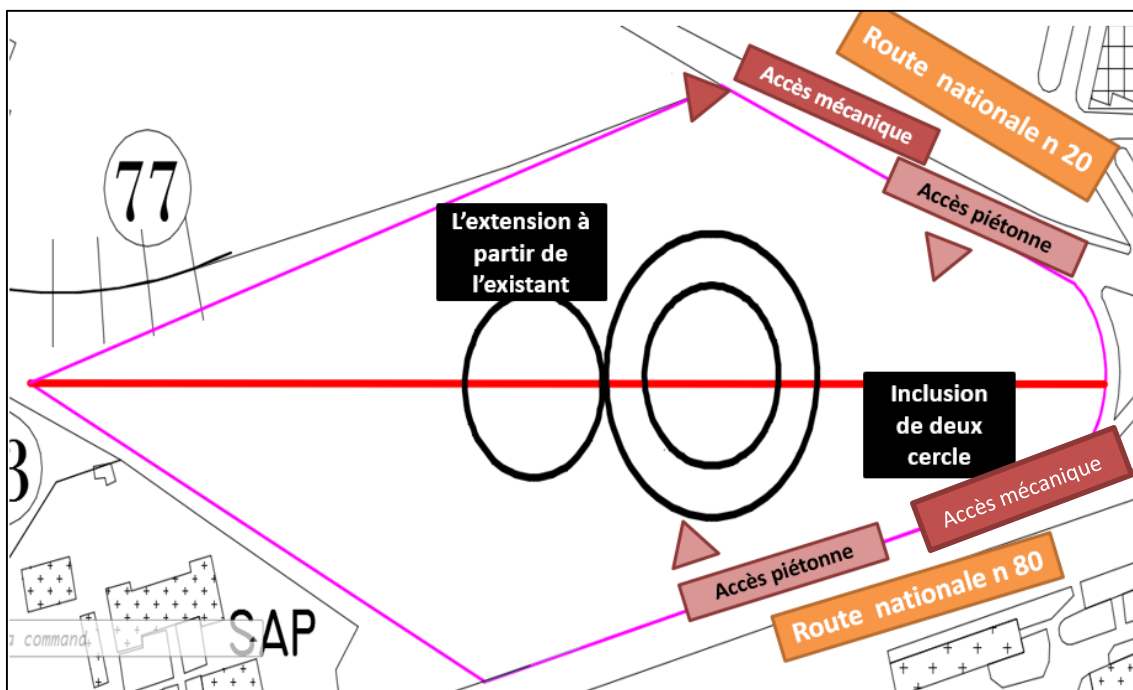 Route nationale n 20
Accès mécanique
77
Accès piétonne
L'extension à
partir de
l'existant
Inclusion
de deux
cercle
Accès mécanique
Accès piétonne
Route nationale n 80
SAP
command